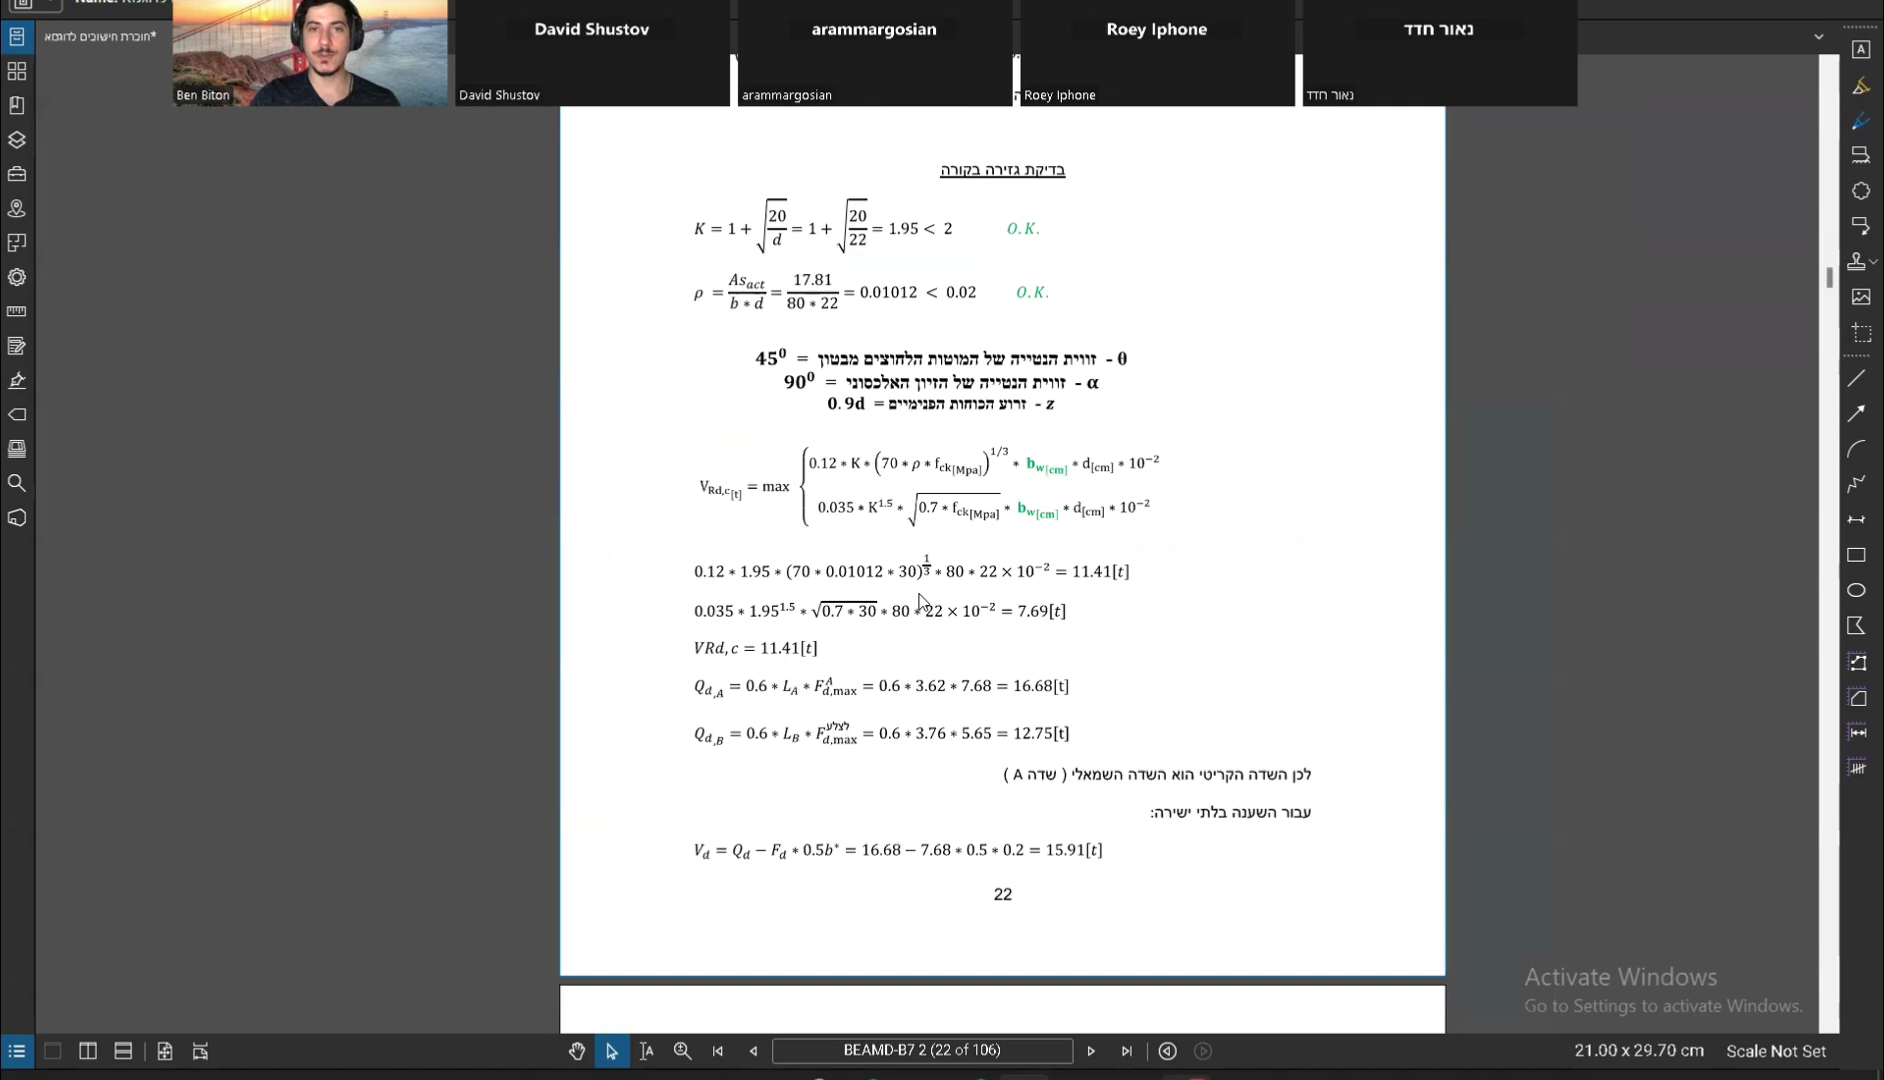 חוברת חישובים לדוגמא*
David Shustov
arammargosian
Roey Iphone
נאור חדד
Ben Biton
David Shustov
arammargosian
Roey Iphone
נאור חדד
בדיקת גזירה בקורה
K = 1 + √(20/d) = 1 + √(20/22) = 1.95 < 2 O.K.
ρ = As_act / (b * d) = 17.81 / (80 * 22) = 0.01012 < 0.02 O.K.
θ - זווית הנטייה של המוטות הלחוצים מבטון = 45⁰
α - זווית הנטייה של הזיון האלכסוני = 90⁰
z - זרוע הכוחות הפנימיים = 0.9d
V_Rd,c[t] = max { 0.12 * K * (70 * ρ * f_ck[Mpa])^1/3 * b_w[cm] * d[cm] * 10⁻²
0.035 * K^1.5 * √(0.7 * f_ck[Mpa]) * b_w[cm] * d[cm] * 10⁻²
0.12 * 1.95 * (70 * 0.01012 * 30)^1/3 * 80 * 22 × 10⁻² = 11.41[t]
0.035 * 1.95^1.5 * √(0.7 * 30) * 80 * 22 × 10⁻² = 7.69[t]
VRd, c = 11.41[t]
Q_d,A = 0.6 * L_A * F^A_d,max = 0.6 * 3.62 * 7.68 = 16.68[t]
Q_d,B = 0.6 * L_B * F^לצלע_d,max = 0.6 * 3.76 * 5.65 = 12.75[t]
לכן השדה הקריטי הוא השדה השמאלי ( שדה A )
עבור השענה בלתי ישירה:
V_d = Q_d − F_d * 0.5b* = 16.68 − 7.68 * 0.5 * 0.2 = 15.91[t]
22
Activate Windows
Go to Settings to activate Windows.
BEAMD-B7 2 (22 of 106)
21.00 x 29.70 cm
Scale Not Set